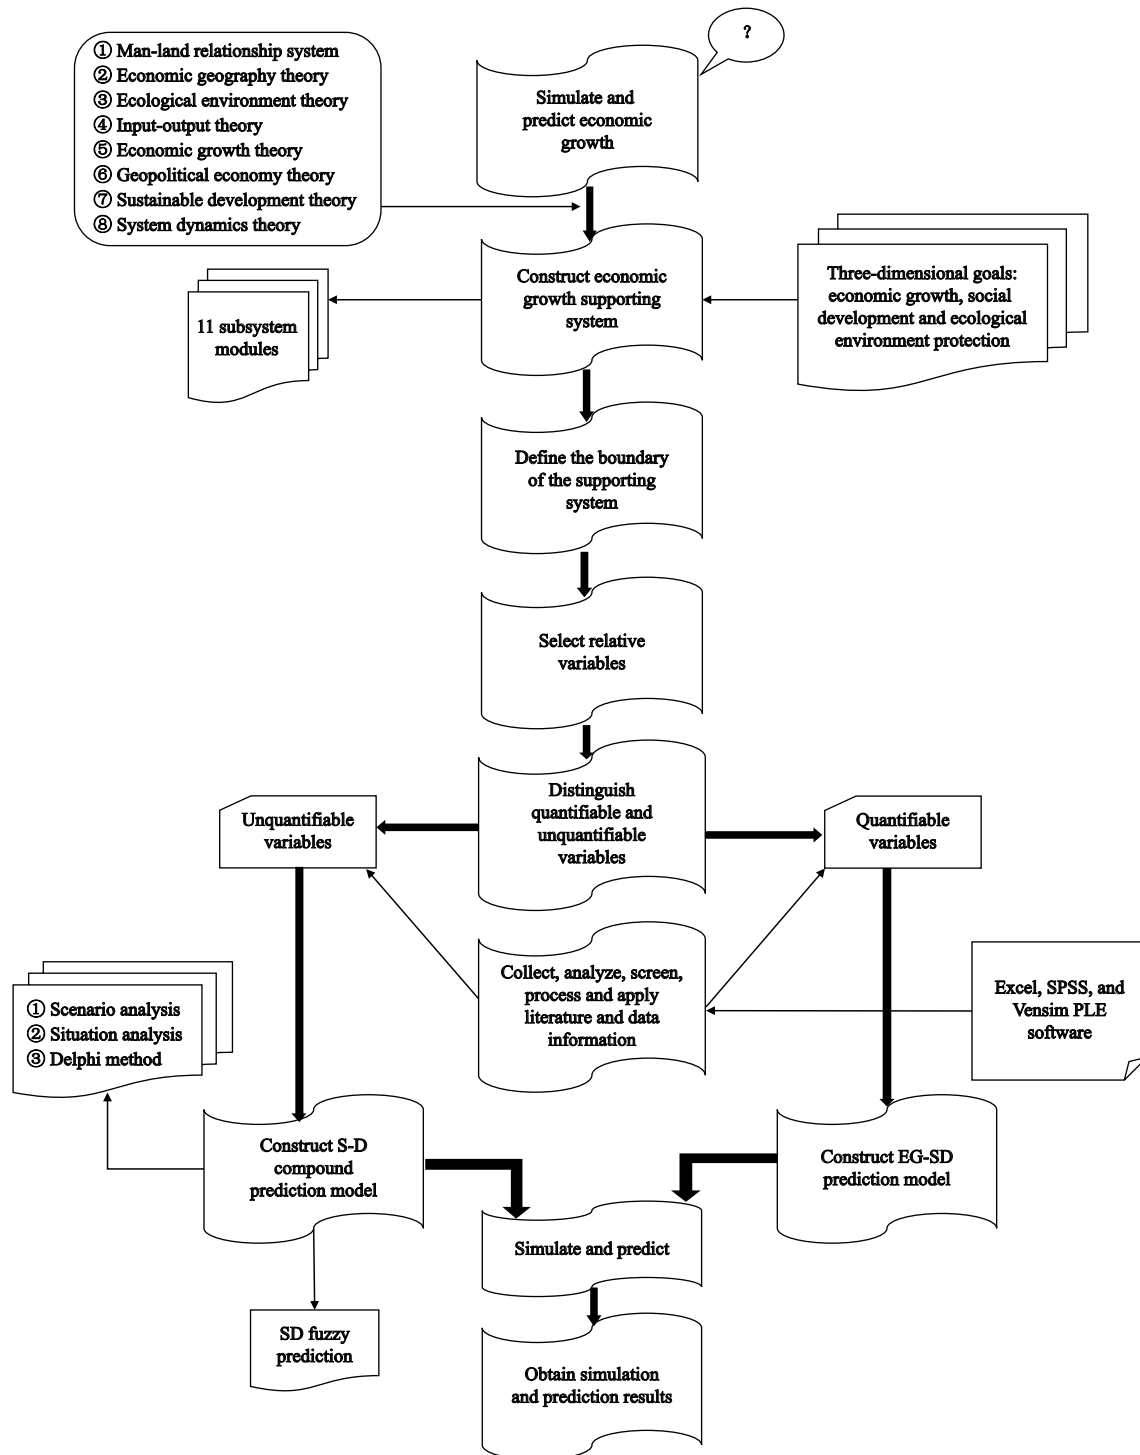 ?
① Man-land relationship system
② Economic geography theory
③ Ecological environment theory
④ Input-output theory
⑤ Economic growth theory
⑥ Geopolitical economy theory
⑦ Sustainable development theory
⑧ System dynamics theory
Simulate and
predict economic
growth
Construct economic
growth supporting
system
Three-dimensional goals:
economic growth, social
development and ecological
environment protection
11 subsystem
modules
Define the boundary
of the supporting
system
Select relative
variables
Distinguish
quantifiable and
unquantifiable
variables
Unquantifiable
variables
Quantifiable
variables
Collect, analyze, screen,
process and apply
literature and data
information
Excel, SPSS, and
Vensim PLE
software
① Scenario analysis
② Situation analysis
③ Delphi method
Construct S-D
compound
prediction model
Construct EG-SD
prediction model
Simulate and predict
SD fuzzy
prediction
Obtain simulation
and prediction results